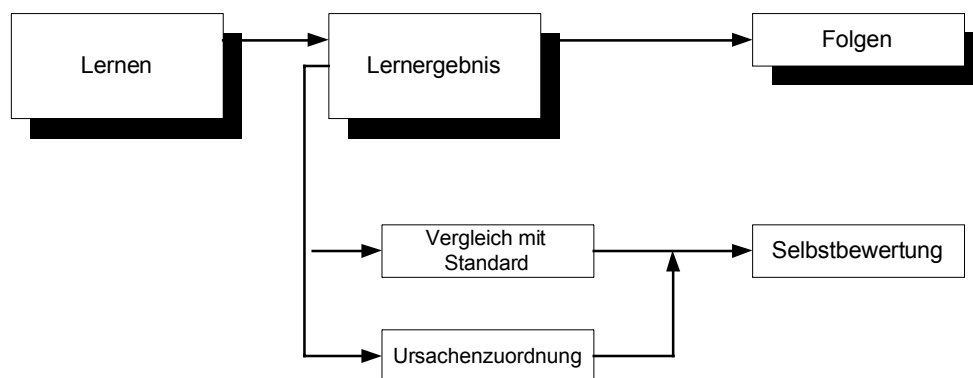 Lernen
Lernergebnis
Folgen
Vergleich mit
Standard
Selbstbewertung
Ursachenzuordnung